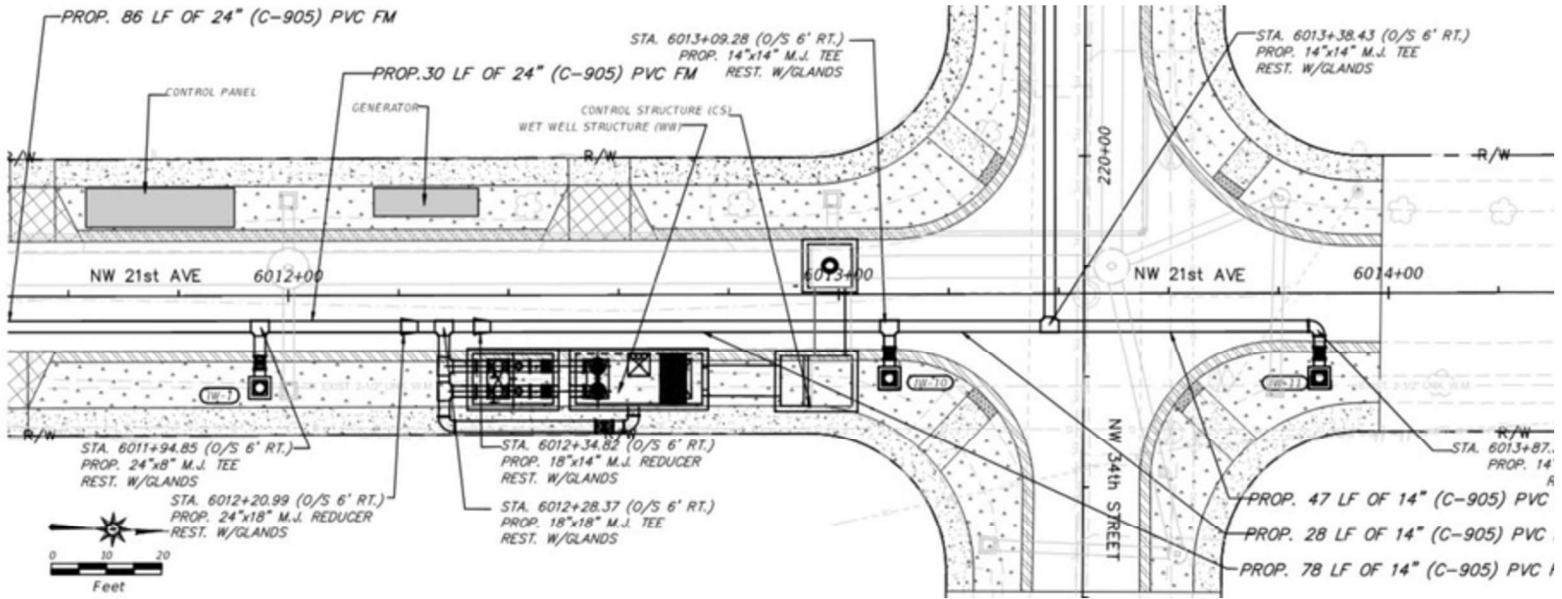 PROP. 86 LF OF 24" (C-905) PVC FM
STA. 6013+09.28 (O/S 6' RT.)
PROP. 14"x14" M.J. TEE
REST. W/GLANDS
STA. 6013+38.43 (O/S 6' RT.)
PROP. 14"x14" M.J. TEE
REST. W/GLANDS
PROP.30 LF OF 24" (C-905) PVC FM
CONTROL PANEL
GENERATOR
CONTROL STRUCTURE (CS)
WET WELL STRUCTURE (WW)
R/W
R/W
R/W
220+00
NW 21st AVE
6012+00
6013+00
NW 21st AVE
6014+00
IW-1
IW-10
IW-11
R/W
R/W
R/W
STA. 6011+94.85 (O/S 6' RT.)
PROP. 24"x8" M.J. TEE
REST. W/GLANDS
STA. 6012+20.99 (O/S 6' RT.)
PROP. 24"x18" M.J. REDUCER
REST. W/GLANDS
STA. 6012+34.82 (O/S 6' RT.)
PROP. 18"x14" M.J. REDUCER
REST. W/GLANDS
STA. 6012+28.37 (O/S 6' RT.)
PROP. 18"x18" M.J. TEE
REST. W/GLANDS
NW 34th STREET
STA. 6013+87.
PROP. 14"
PROP. 47 LF OF 14" (C-905) PVC
PROP. 28 LF OF 14" (C-905) PVC
PROP. 78 LF OF 14" (C-905) PVC
0 10 20
Feet